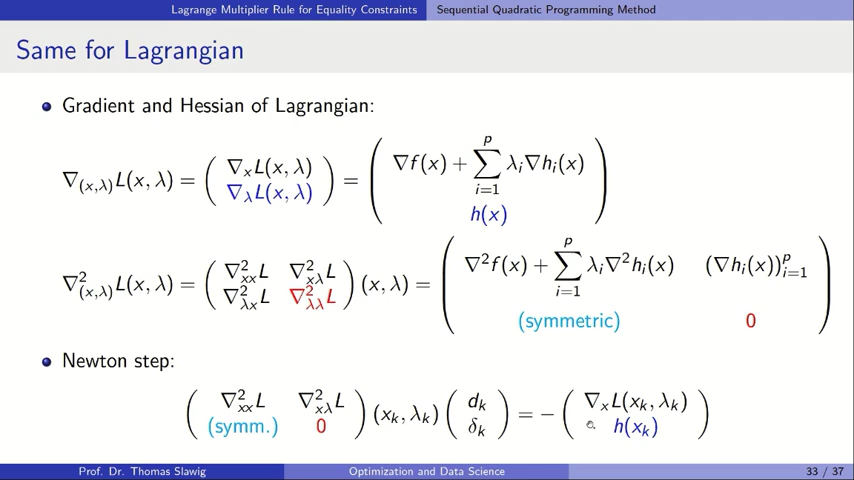 Lagrange Multiplier Rule for Equality Constraints Sequential Quadratic Programming Method
Same for Lagrangian
Gradient and Hessian of Lagrangian:
∇(x,λ)L(x, λ) = ( ∇xL(x, λ) ∇λL(x, λ) ) = ( ∇f(x) + ∑_{i=1}^{p} λi∇hi(x) h(x) )
∇²(x,λ)L(x, λ) = ( ∇²xxL ∇²xλL ∇²λxL ∇²λλL ) (x, λ) = ( ∇²f(x) + ∑_{i=1}^{p} λi∇²hi(x) (∇hi(x))_{i=1}^{p} (symmetric) 0 )
Newton step:
( ∇²xxL ∇²xλL (symm.) 0 ) (xk, λk) ( dk δk ) = − ( ∇xL(xk, λk) h(xk) )
Prof. Dr. Thomas Slawig Optimization and Data Science 33 / 37